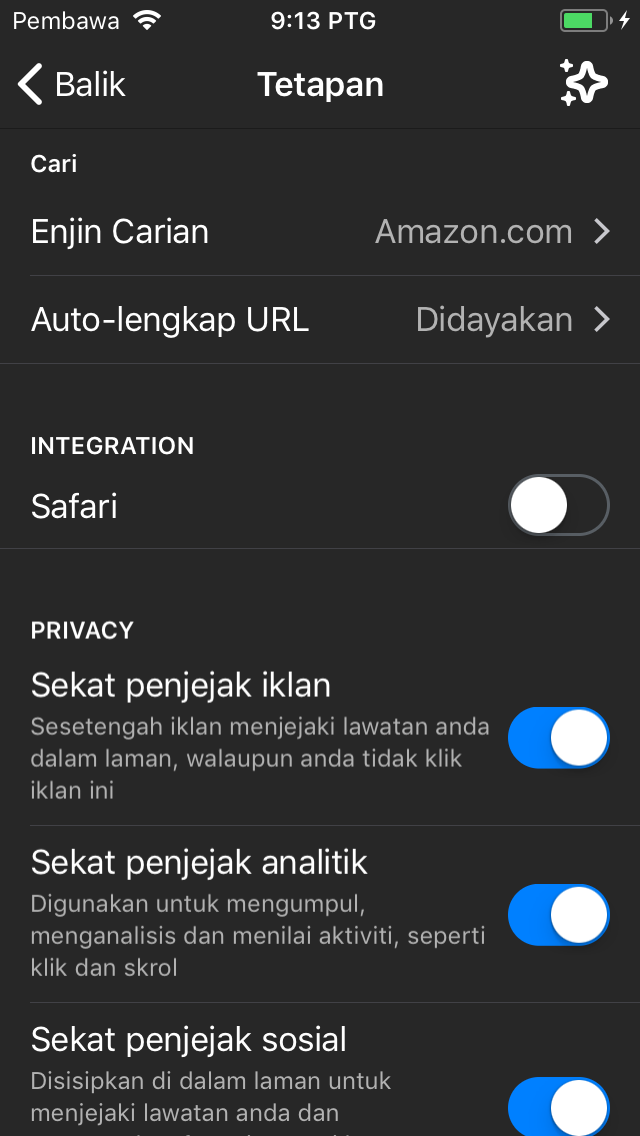 Pembawa 9:13 PTG
Balik Tetapan
Cari
Enjin Carian Amazon.com
Auto-lengkap URL Didayakan
INTEGRATION
Safari
PRIVACY
Sekat penjejak iklan
Sesetengah iklan menjejaki lawatan anda
dalam laman, walaupun anda tidak klik
iklan ini
Sekat penjejak analitik
Digunakan untuk mengumpul,
menganalisis dan menilai aktiviti, seperti
klik dan skrol
Sekat penjejak sosial
Disisipkan di dalam laman untuk
menjejaki lawatan anda dan